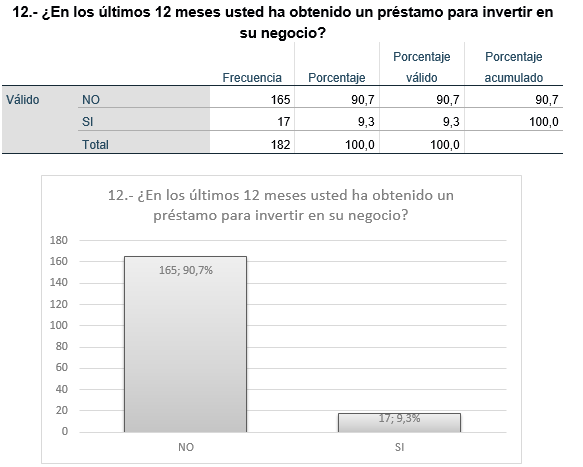 12.- ¿En los últimos 12 meses usted ha obtenido un préstamo para invertir en
su negocio?
Frecuencia Porcentaje Porcentaje válido Porcentaje acumulado
Válido NO 165 90,7 90,7 90,7
SI 17 9,3 9,3 100,0
Total 182 100,0 100,0
12.- ¿En los últimos 12 meses usted ha obtenido un
préstamo para invertir en su negocio?
180
160
140
120
100
80
60
40
20
0
165; 90,7%
17; 9,3%
NO SI